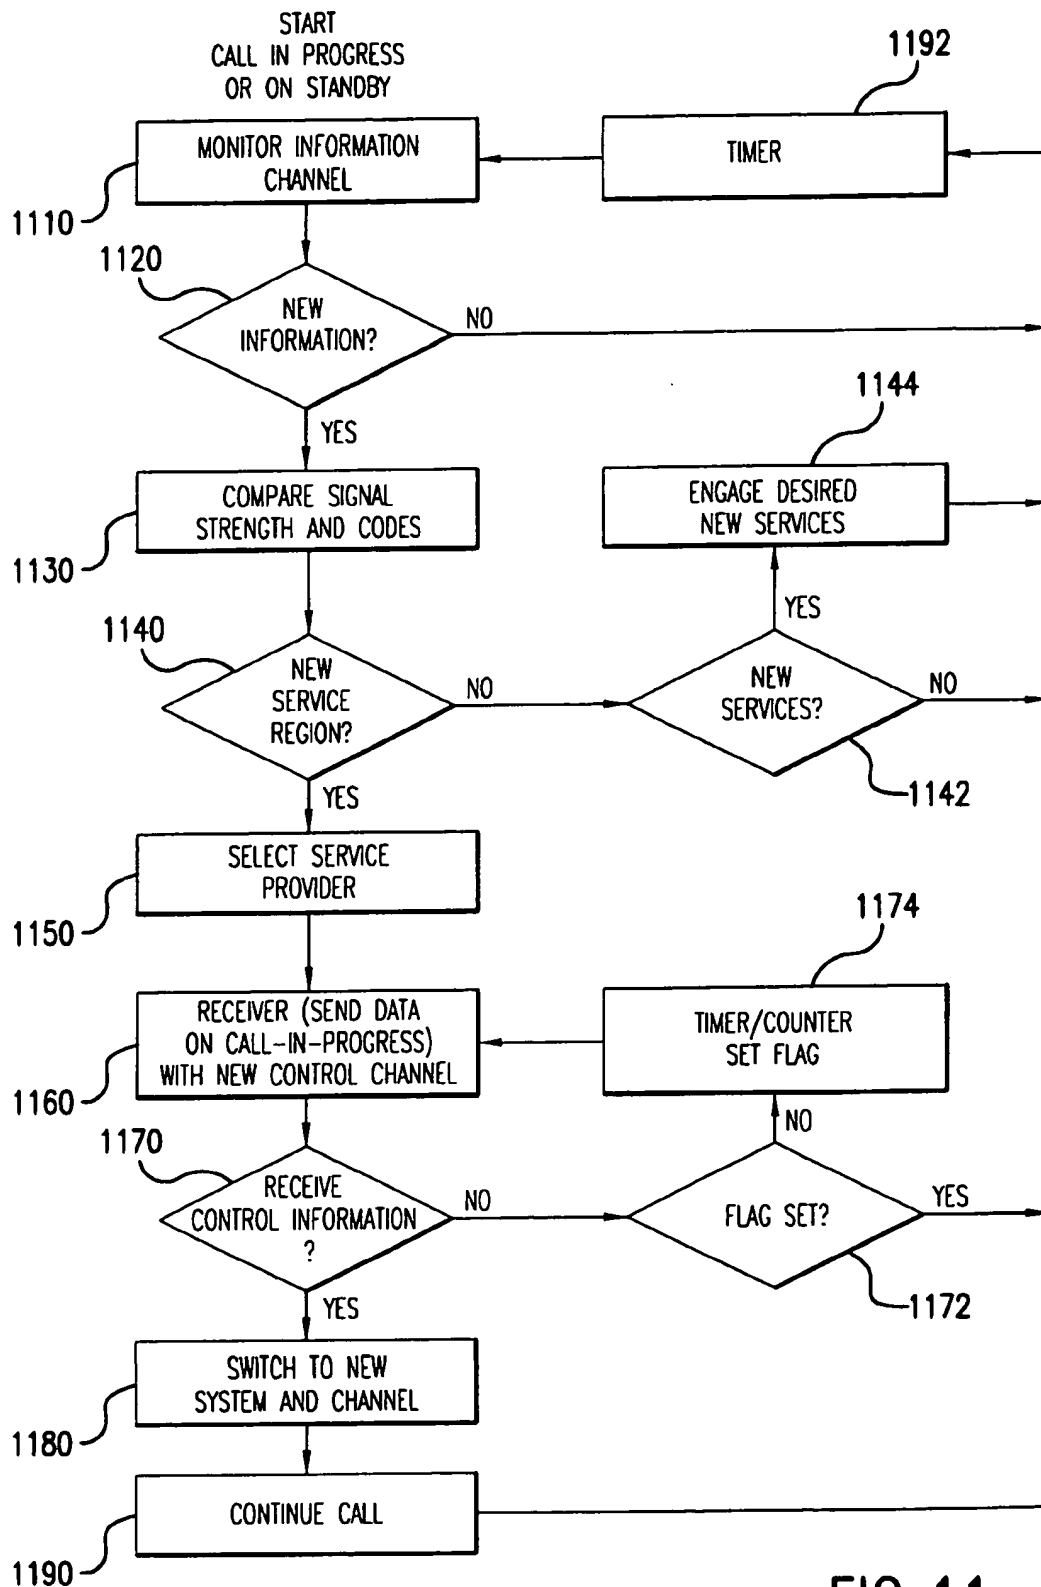 START
CALL IN PROGRESS
OR ON STANDBY
1192
MONITOR INFORMATION
CHANNEL
TIMER
1110
1120
NEW
INFORMATION?
NO
1144
YES
COMPARE SIGNAL
STRENGTH AND CODES
ENGAGE DESIRED
NEW SERVICES
1130
YES
1140
NEW
SERVICE
REGION?
NO
NEW
SERVICES?
NO
1142
YES
SELECT SERVICE
PROVIDER
1150
1174
RECEIVER (SEND DATA
ON CALL-IN-PROGRESS)
WITH NEW CONTROL CHANNEL
TIMER/COUNTER
SET FLAG
1160
NO
1170
RECEIVE
CONTROL INFORMATION
?
NO
FLAG SET?
YES
1172
YES
SWITCH TO NEW
SYSTEM AND CHANNEL
1180
CONTINUE CALL
1190
FIG. 11